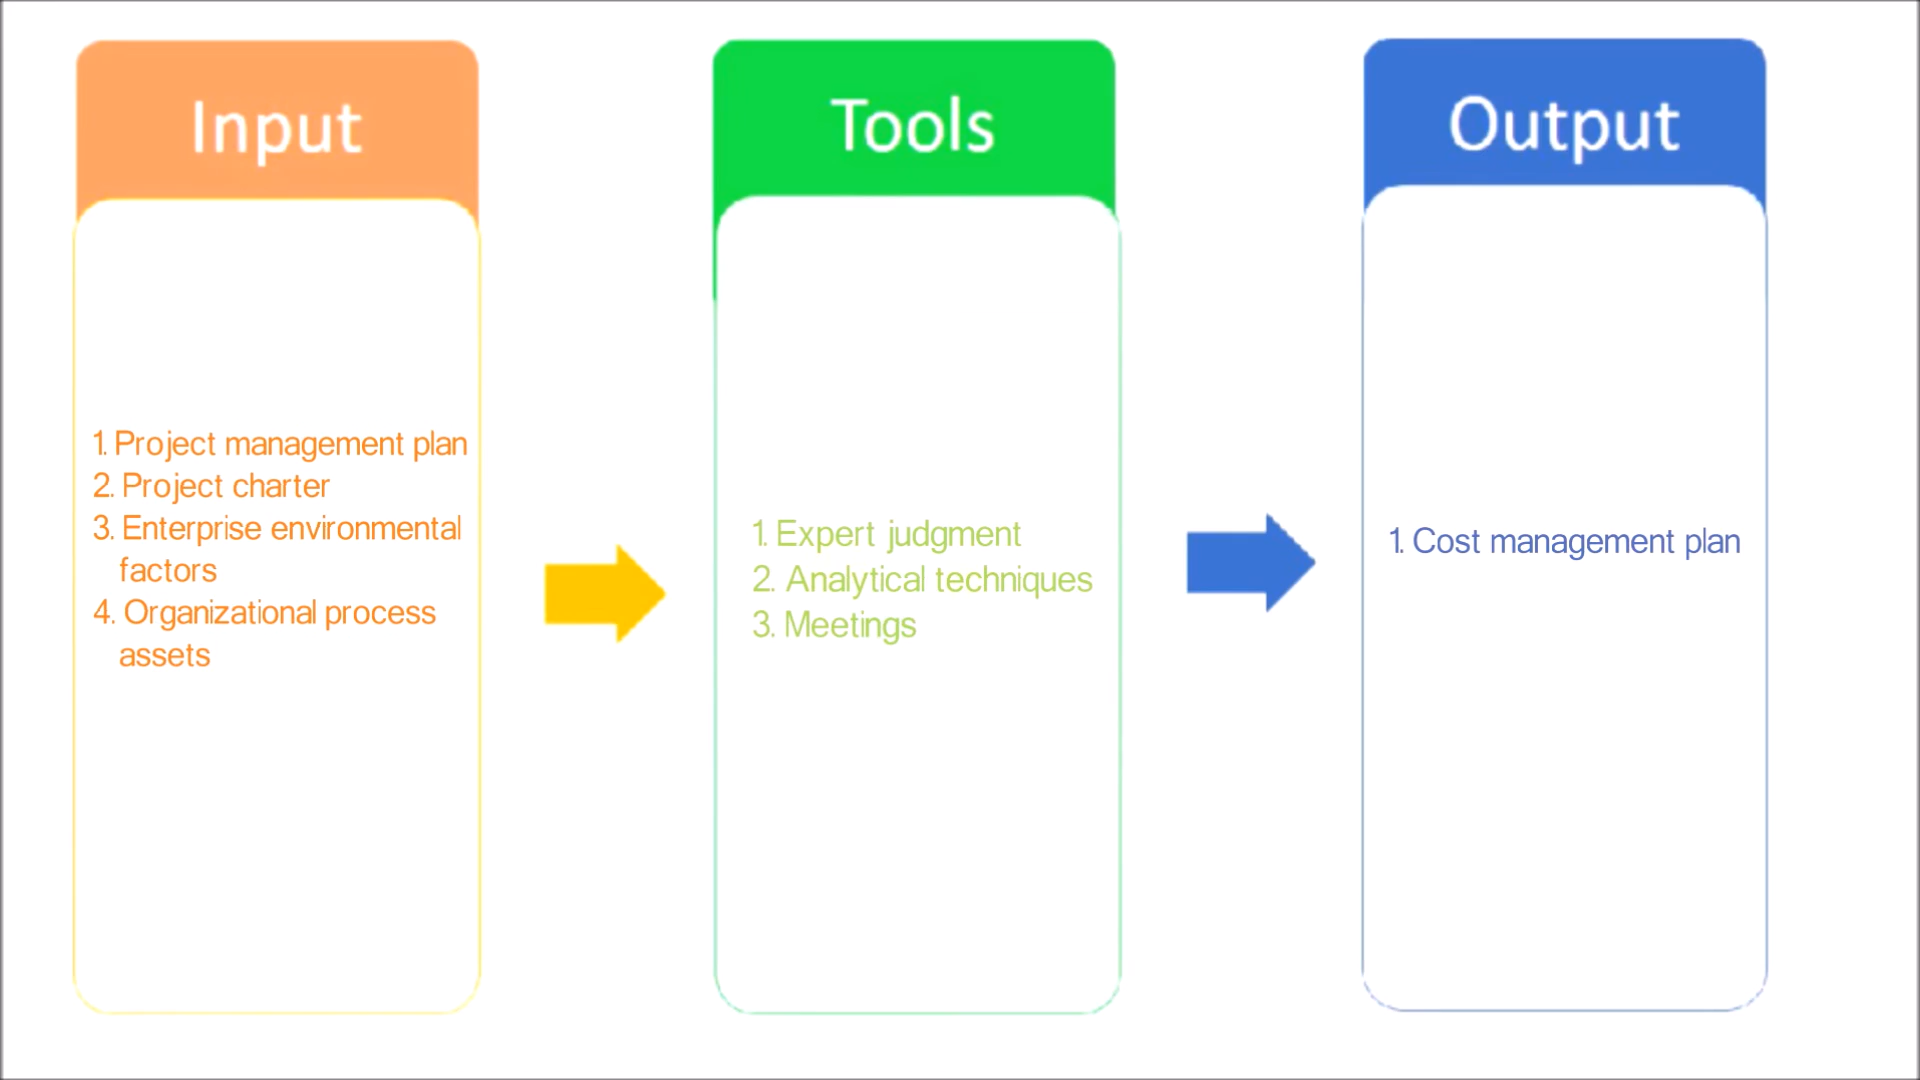 Input
1. Project management plan
2. Project charter
3. Enterprise environmental
factors
4. Organizational process
assets
Tools
1. Expert judgment
2. Analytical techniques
3. Meetings
Output
1. Cost management plan